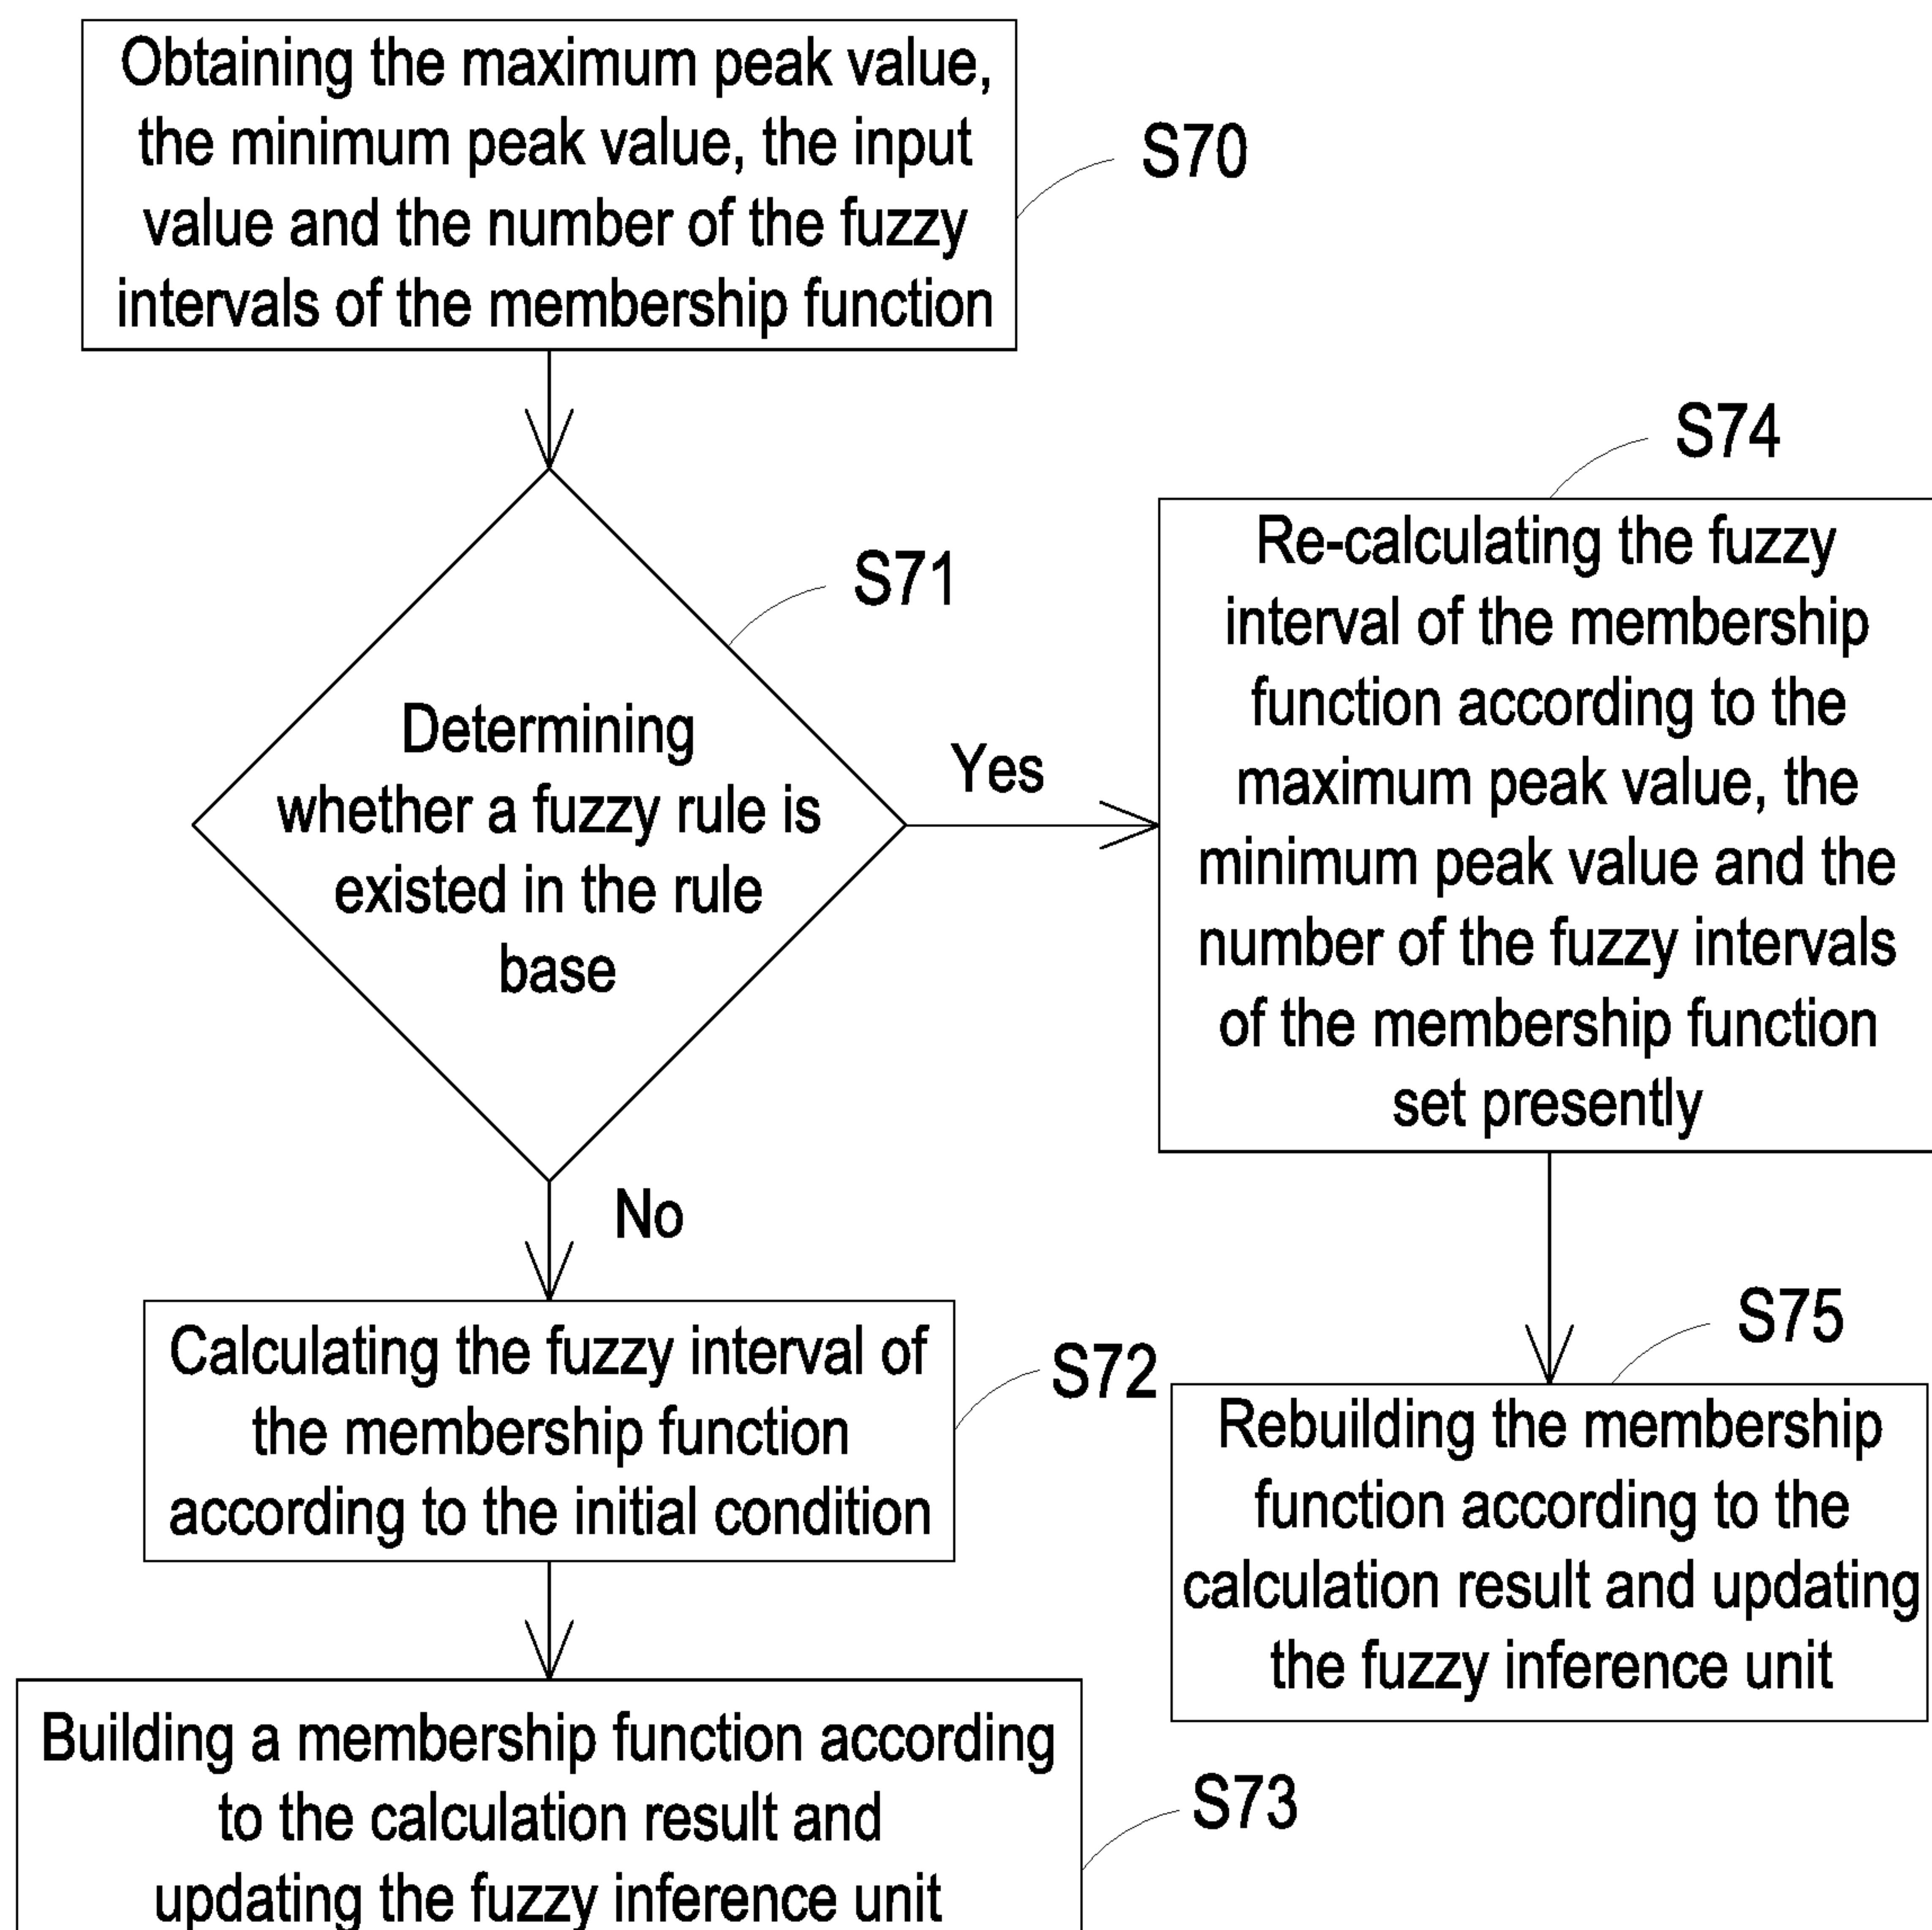 Obtaining the maximum peak value,
the minimum peak value, the input
value and the number of the fuzzy
intervals of the membership function
S70
Determining
whether a fuzzy rule is
existed in the rule
base
S71
Yes
Re-calculating the fuzzy
interval of the membership
function according to the
maximum peak value, the
minimum peak value and the
number of the fuzzy intervals
of the membership function
set presently
S74
No
Calculating the fuzzy interval of
the membership function
according to the initial condition
S72
Rebuilding the membership
function according to the
calculation result and updating
the fuzzy inference unit
S75
Building a membership function according
to the calculation result and
updating the fuzzy inference unit
S73